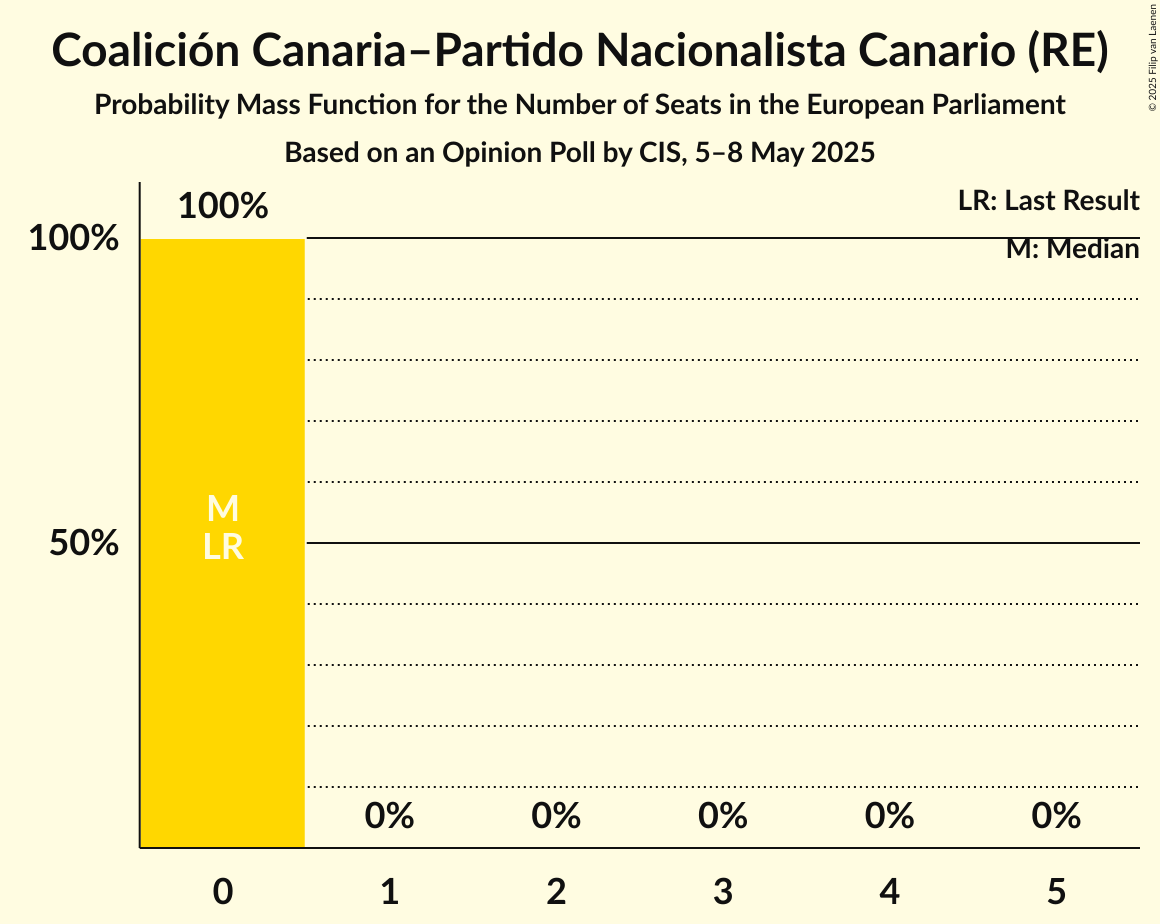 Coalición Canaria–Partido Nacionalista Canario (RE)
Probability Mass Function for the Number of Seats in the European Parliament
Based on an Opinion Poll by CIS, 5–8 May 2025
© 2025 Filip van Laenen
LR: Last Result
M: Median
100%
100%
50%
M
LR
0% 0% 0% 0% 0%
0 1 2 3 4 5